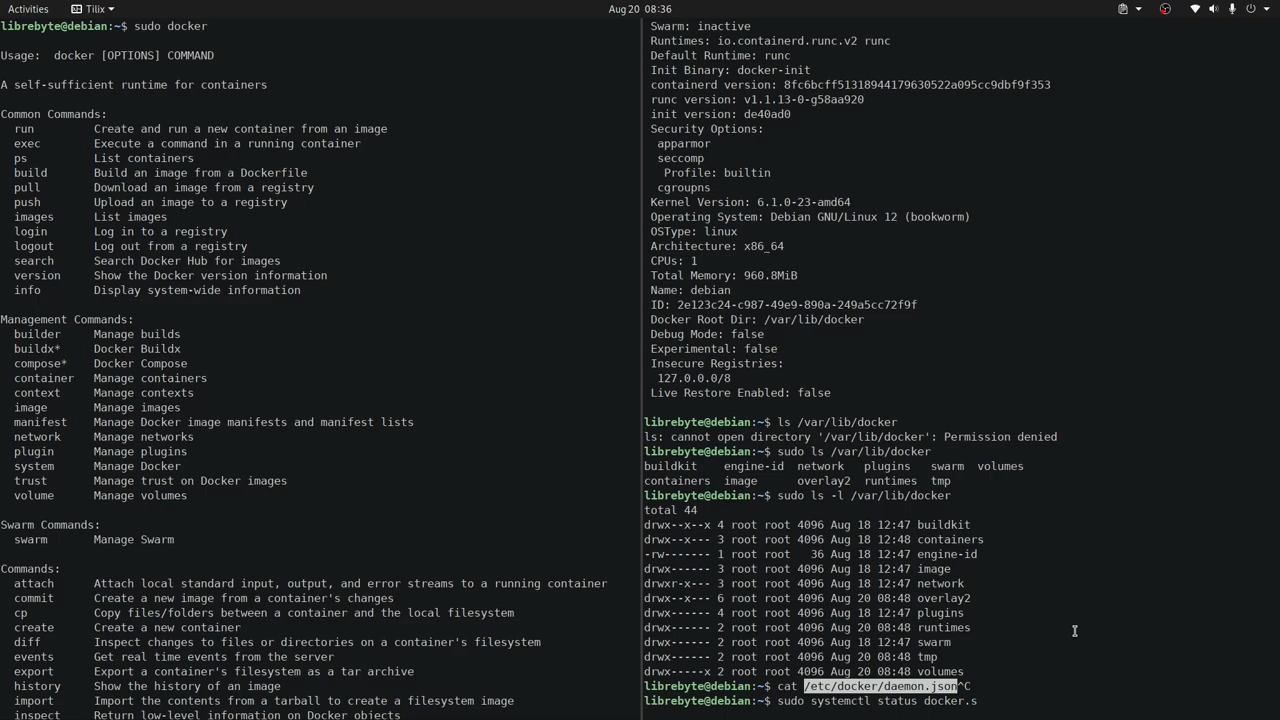 Activities Tilix Aug 20 08:36
librebyte@debian:~$ sudo docker
Usage:  docker [OPTIONS] COMMAND
A self-sufficient runtime for containers
Common Commands:
  run         Create and run a new container from an image
  exec        Execute a command in a running container
  ps          List containers
  build       Build an image from a Dockerfile
  pull        Download an image from a registry
  push        Upload an image to a registry
  images      List images
  login       Log in to a registry
  logout      Log out from a registry
  search      Search Docker Hub for images
  version     Show the Docker version information
  info        Display system-wide information
Management Commands:
  builder     Manage builds
  buildx*     Docker Buildx
  compose*    Docker Compose
  container   Manage containers
  context     Manage contexts
  image       Manage images
  manifest    Manage Docker image manifests and manifest lists
  network     Manage networks
  plugin      Manage plugins
  system      Manage Docker
  trust       Manage trust on Docker images
  volume      Manage volumes
Swarm Commands:
  swarm       Manage Swarm
Commands:
  attach      Attach local standard input, output, and error streams to a running container
  commit      Create a new image from a container's changes
  cp          Copy files/folders between a container and the local filesystem
  create      Create a new container
  diff        Inspect changes to files or directories on a container's filesystem
  events      Get real time events from the server
  export      Export a container's filesystem as a tar archive
  history     Show the history of an image
  import      Import the contents from a tarball to create a filesystem image
  inspect     Return low-level information on Docker objects
 Swarm: inactive
 Runtimes: io.containerd.runc.v2 runc
 Default Runtime: runc
 Init Binary: docker-init
 containerd version: 8fc6bcff51318944179630522a095cc9dbf9f353
 runc version: v1.1.13-0-g58aa920
 init version: de40ad0
 Security Options:
  apparmor
  seccomp
   Profile: builtin
  cgroupns
 Kernel Version: 6.1.0-23-amd64
 Operating System: Debian GNU/Linux 12 (bookworm)
 OSType: linux
 Architecture: x86_64
 CPUs: 1
 Total Memory: 960.8MiB
 Name: debian
 ID: 2e123c24-c987-49e9-890a-249a5cc72f9f
 Docker Root Dir: /var/lib/docker
 Debug Mode: false
 Experimental: false
 Insecure Registries:
  127.0.0.0/8
 Live Restore Enabled: false
librebyte@debian:~$ ls /var/lib/docker
ls: cannot open directory '/var/lib/docker': Permission denied
librebyte@debian:~$ sudo ls /var/lib/docker
buildkit    engine-id  network   plugins   swarm  volumes
containers  image      overlay2  runtimes  tmp
librebyte@debian:~$ sudo ls -l /var/lib/docker
total 44
drwx--x--x 4 root root 4096 Aug 18 12:47 buildkit
drwx--x--- 3 root root 4096 Aug 18 12:48 containers
-rw------- 1 root root   36 Aug 18 12:47 engine-id
drwx------ 3 root root 4096 Aug 18 12:47 image
drwxr-x--- 3 root root 4096 Aug 18 12:47 network
drwx--x--- 6 root root 4096 Aug 20 08:48 overlay2
drwx------ 4 root root 4096 Aug 18 12:47 plugins
drwx------ 2 root root 4096 Aug 20 08:48 runtimes
drwx------ 2 root root 4096 Aug 18 12:47 swarm
drwx------ 2 root root 4096 Aug 20 08:48 tmp
drwx-----x 2 root root 4096 Aug 20 08:48 volumes
librebyte@debian:~$ cat /etc/docker/daemon.json^C
librebyte@debian:~$ sudo systemctl status docker.s